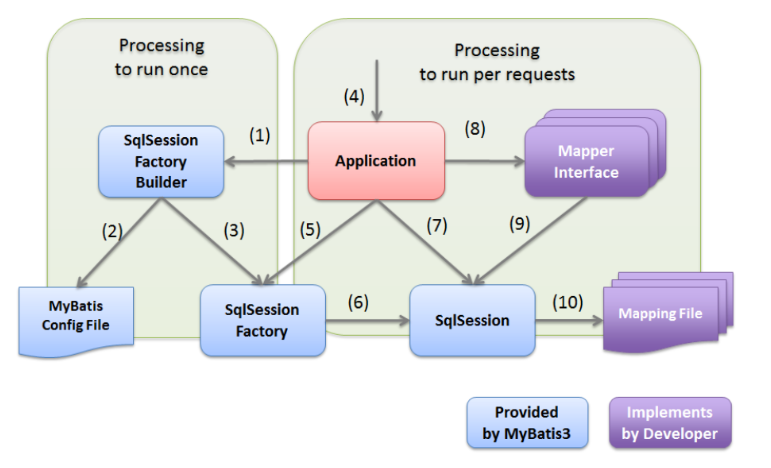 Processing
to run once
Processing
to run per requests
(4)
(1)
(8)
SqlSession
Factory
Builder
Application
Mapper
Interface
(2)
(3)
(5)
(7)
(9)
MyBatis
Config File
SqlSession
Factory
(6)
SqlSession
(10)
Mapping File
Provided
by MyBatis3
Implements
by Developer